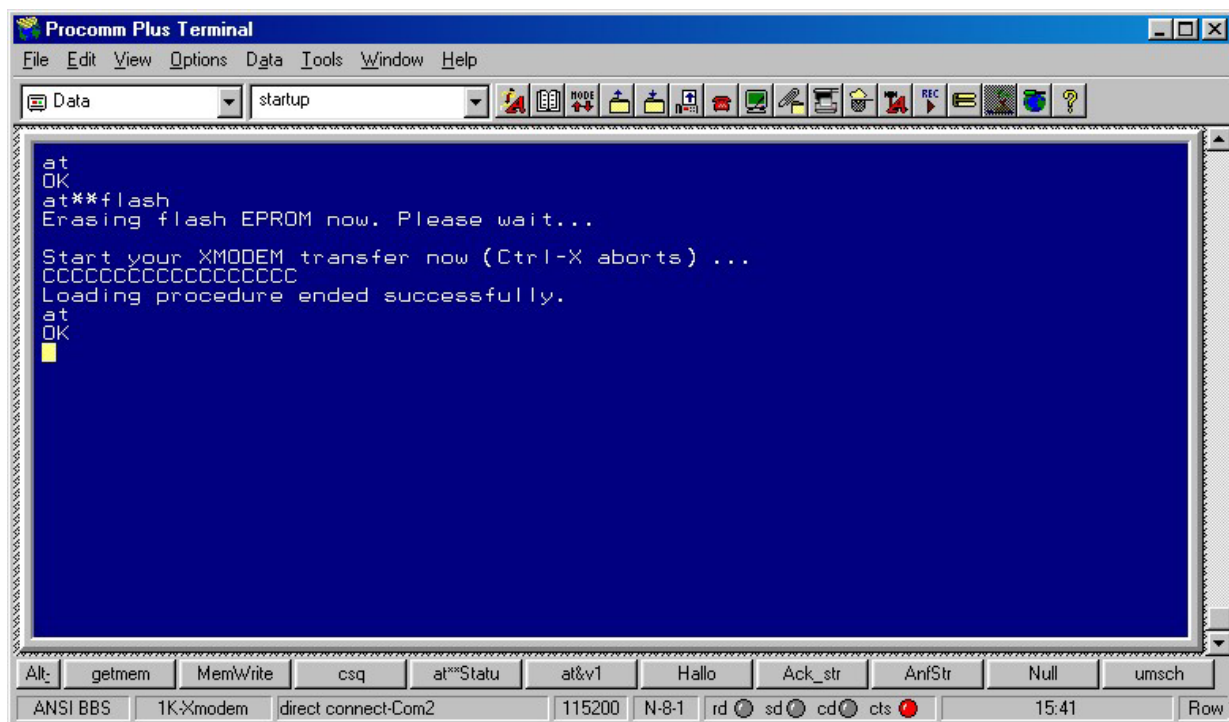 Procomm Plus Terminal
File Edit View Options Data Tools Window Help
Data startup MODE REC
at
OK
at**flash
Erasing flash EPROM now. Please wait...
Start your XMODEM transfer now (Ctrl-X aborts) ...
CCCCCCCCCCCCCCCCCC
Loading procedure ended successfully.
at
OK
Alt: getmem MemWrite csq at**Statu at&v1 Hallo Ack_str AnfStr Null umsch
ANSI BBS 1K-Xmodem direct connect-Com2 115200 N-8-1 rd sd cd cts 15:41 Row